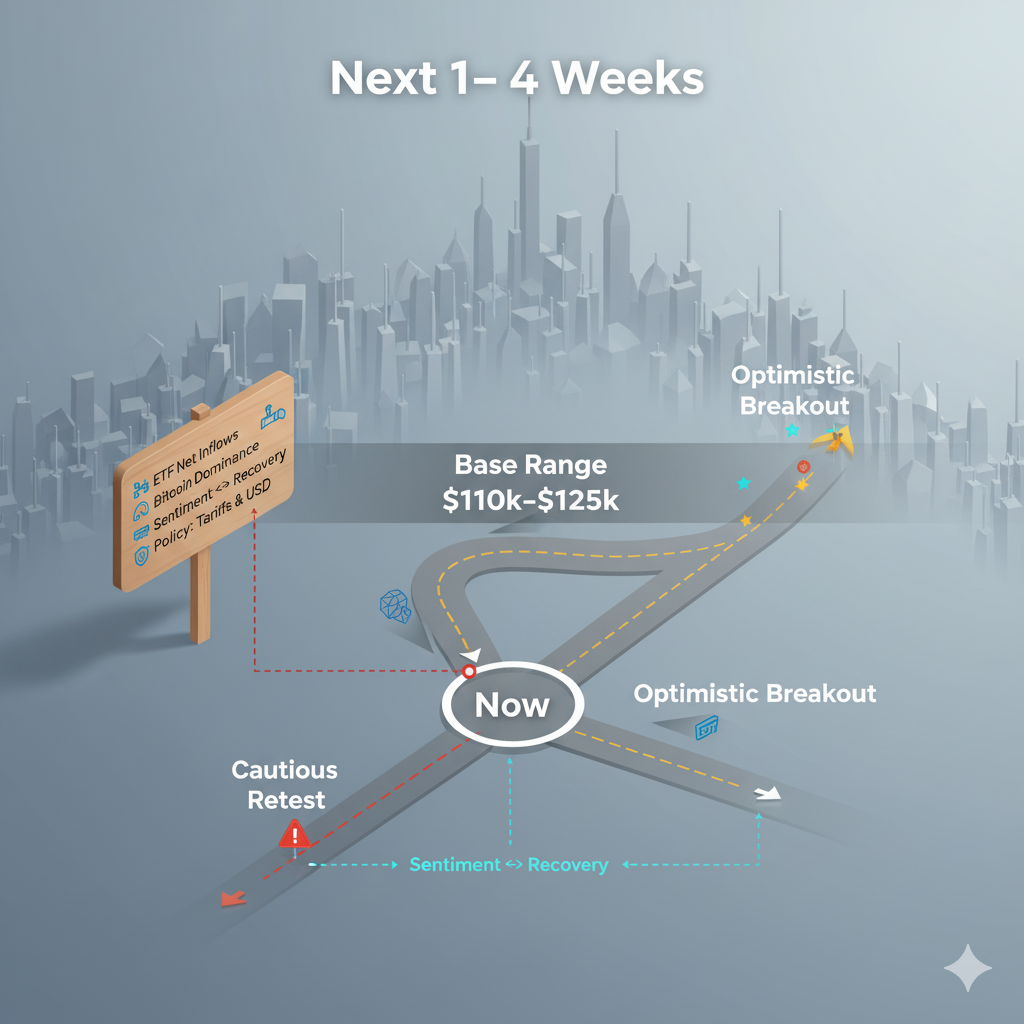 Next 1– 4 Weeks
Optimistic
Breakout
ETF Net Inflows
Bitcoin Dominance
Sentiment <-> Recovery
Policy: Tariffs & USD
Base Range
$110k-$125k
Now
Optimistic Breakout
Cautious
Retest
!
Sentiment <-> Recovery